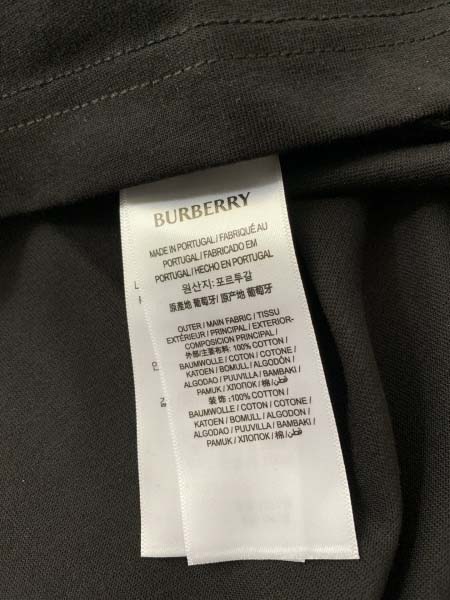 BURBERRY
MADE IN PORTUGAL / FABRIQUÉ AU
PORTUGAL / FABRICADO EM
PORTUGAL / HECHO EN PORTUGAL
원산지: 포르투갈
原產地 葡萄牙 / 原产地 葡萄牙
OUTER / MAIN FABRIC / TISSU
EXTÉRIEUR / PRINCIPAL / EXTERIOR-
COMPOSICION PRINCIPAL /
外部/主要布料: 100% COTTON /
BAUMWOLLE / COTON / COTONE /
KATOEN / BOMULL / ALGODÓN /
ALGODAO / PUUVILLA / BAMBAKI /
PAMUK / ХЛОПОК / 棉 / قطن /
装饰 :100% COTTON /
BAUMWOLLE / COTON / COTONE /
KATOEN / BOMULL / ALGODON /
ALGODAO / PUUVILLA / BAMBAKI /
PAMUK / ХЛОПОК / 棉 / قطن /